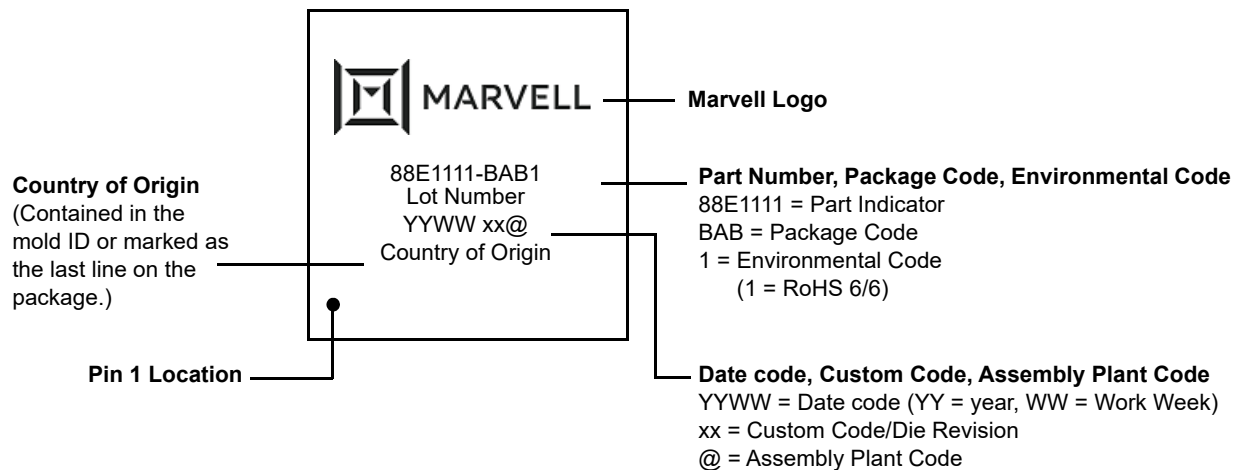 MARVELL
Marvell Logo
88E1111-BAB1
Lot Number
YYWW xx@
Country of Origin
Country of Origin
(Contained in the
mold ID or marked as
the last line on the
package.)
Part Number, Package Code, Environmental Code
88E1111 = Part Indicator
BAB = Package Code
1 = Environmental Code
(1 = RoHS 6/6)
Pin 1 Location
Date code, Custom Code, Assembly Plant Code
YYWW = Date code (YY = year, WW = Work Week)
xx = Custom Code/Die Revision
@ = Assembly Plant Code